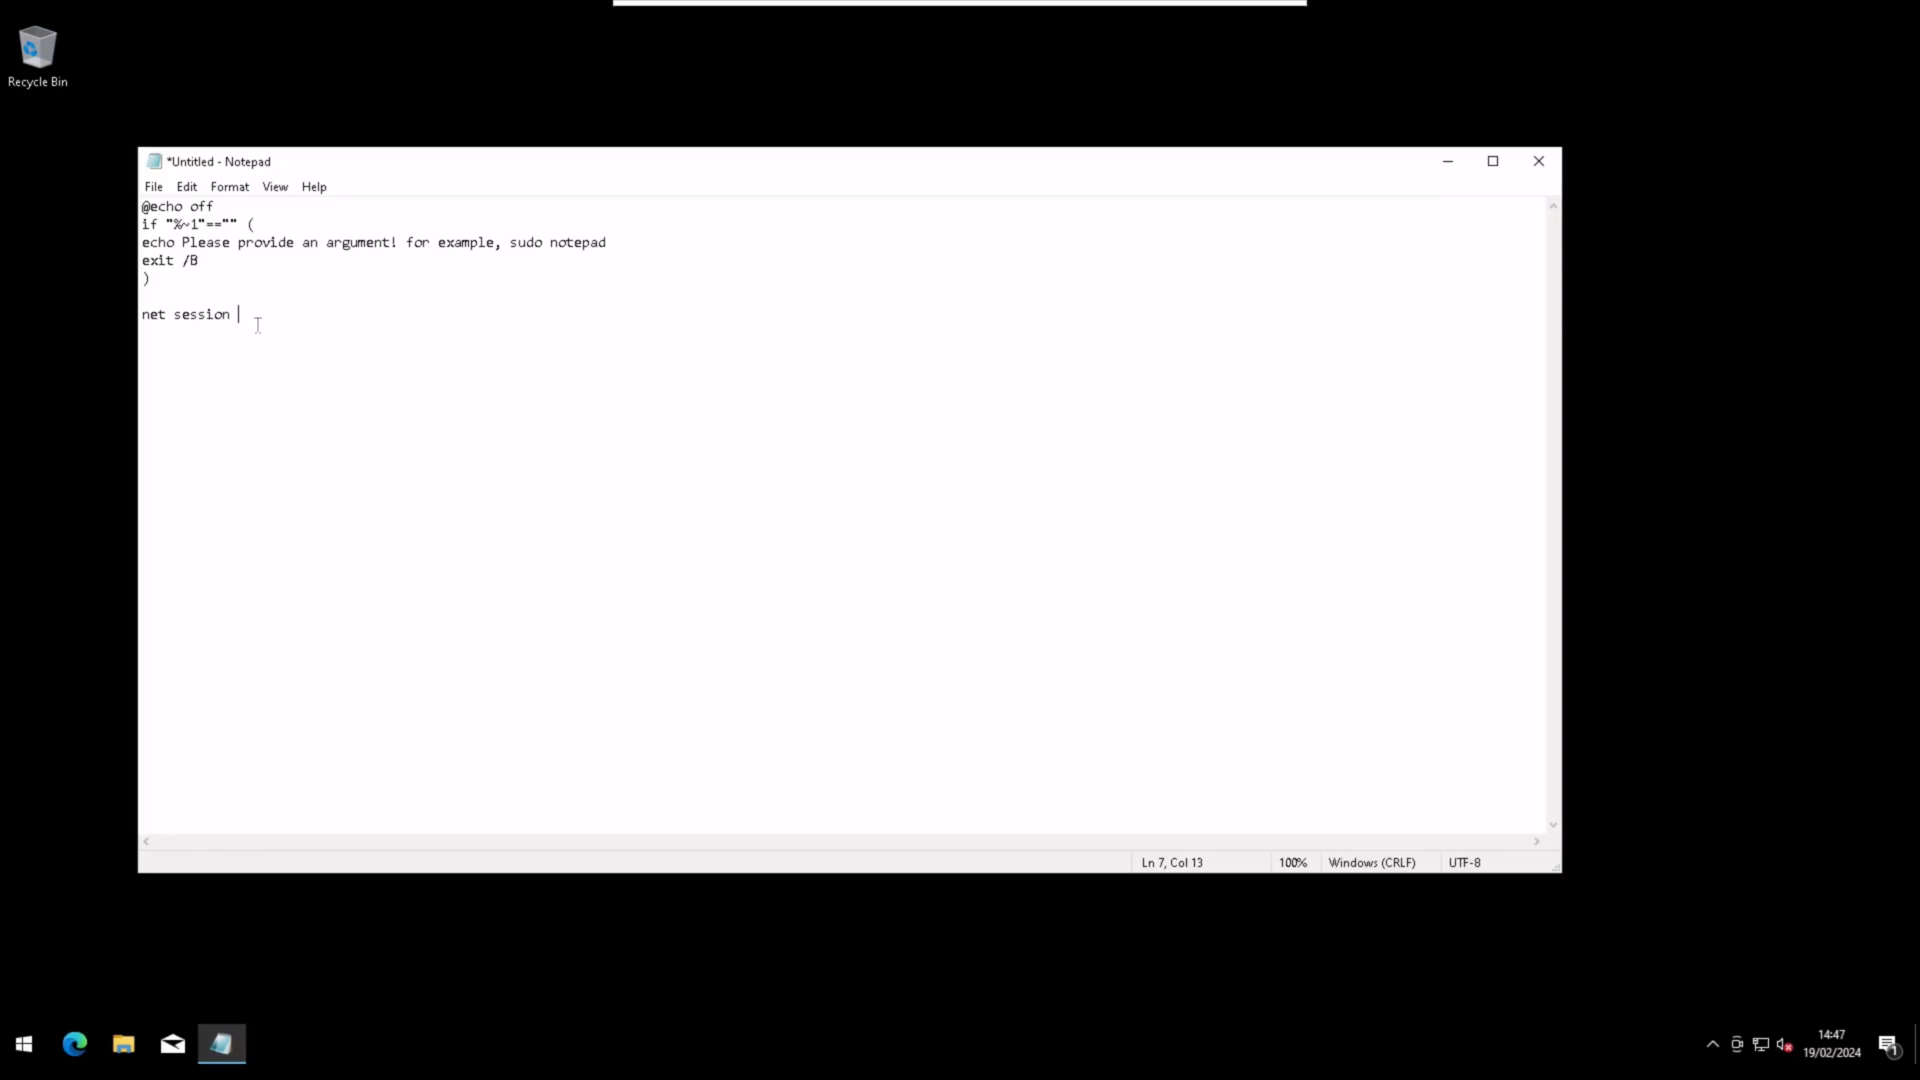 Recycle Bin
*Untitled - Notepad
File Edit Format View Help
@echo off
if "%~1"=="" (
echo Please provide an argument! for example, sudo notepad
exit /B
)
net session
Ln 7, Col 13 100% Windows (CRLF) UTF-8
14:47
19/02/2024
1